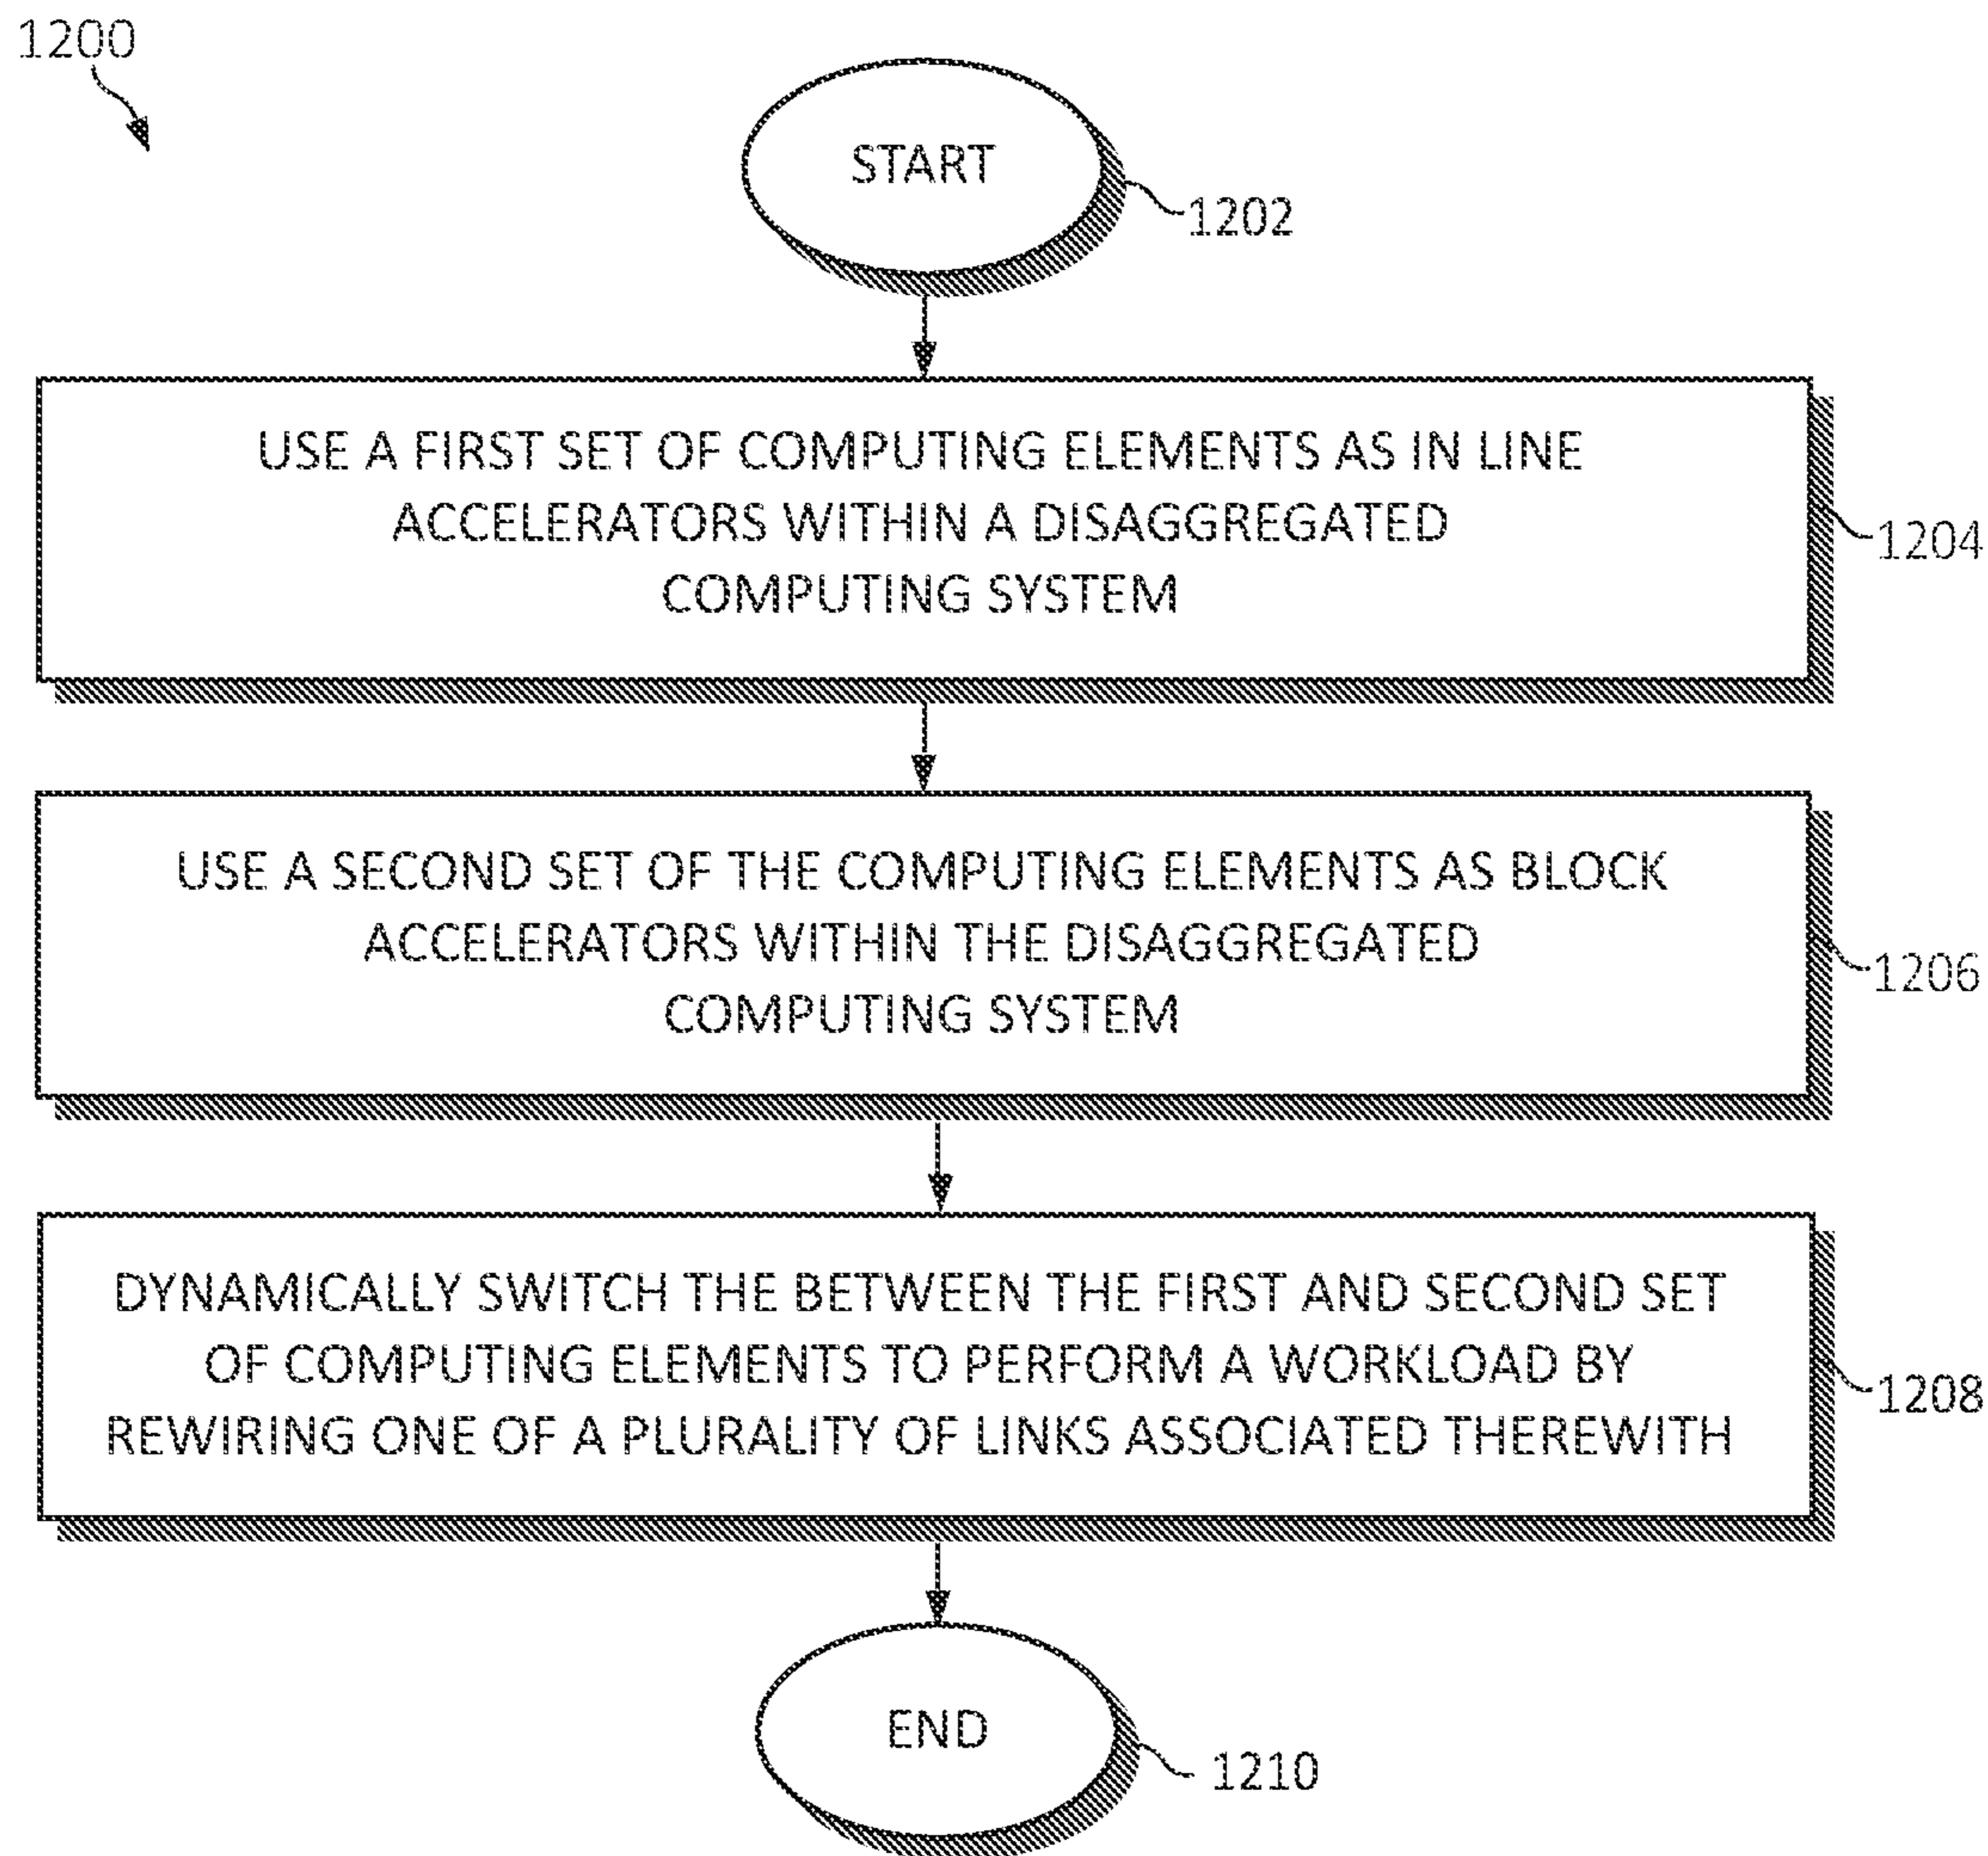 1200
START
1202
USE A FIRST SET OF COMPUTING ELEMENTS AS IN LINE
ACCELERATORS WITHIN A DISAGGREGATED
COMPUTING SYSTEM
1204
USE A SECOND SET OF THE COMPUTING ELEMENTS AS BLOCK
ACCELERATORS WITHIN THE DISAGGREGATED
COMPUTING SYSTEM
1206
DYNAMICALLY SWITCH THE BETWEEN THE FIRST AND SECOND SET
OF COMPUTING ELEMENTS TO PERFORM A WORKLOAD BY
REWIRING ONE OF A PLURALITY OF LINKS ASSOCIATED THEREWITH
1208
END
1210